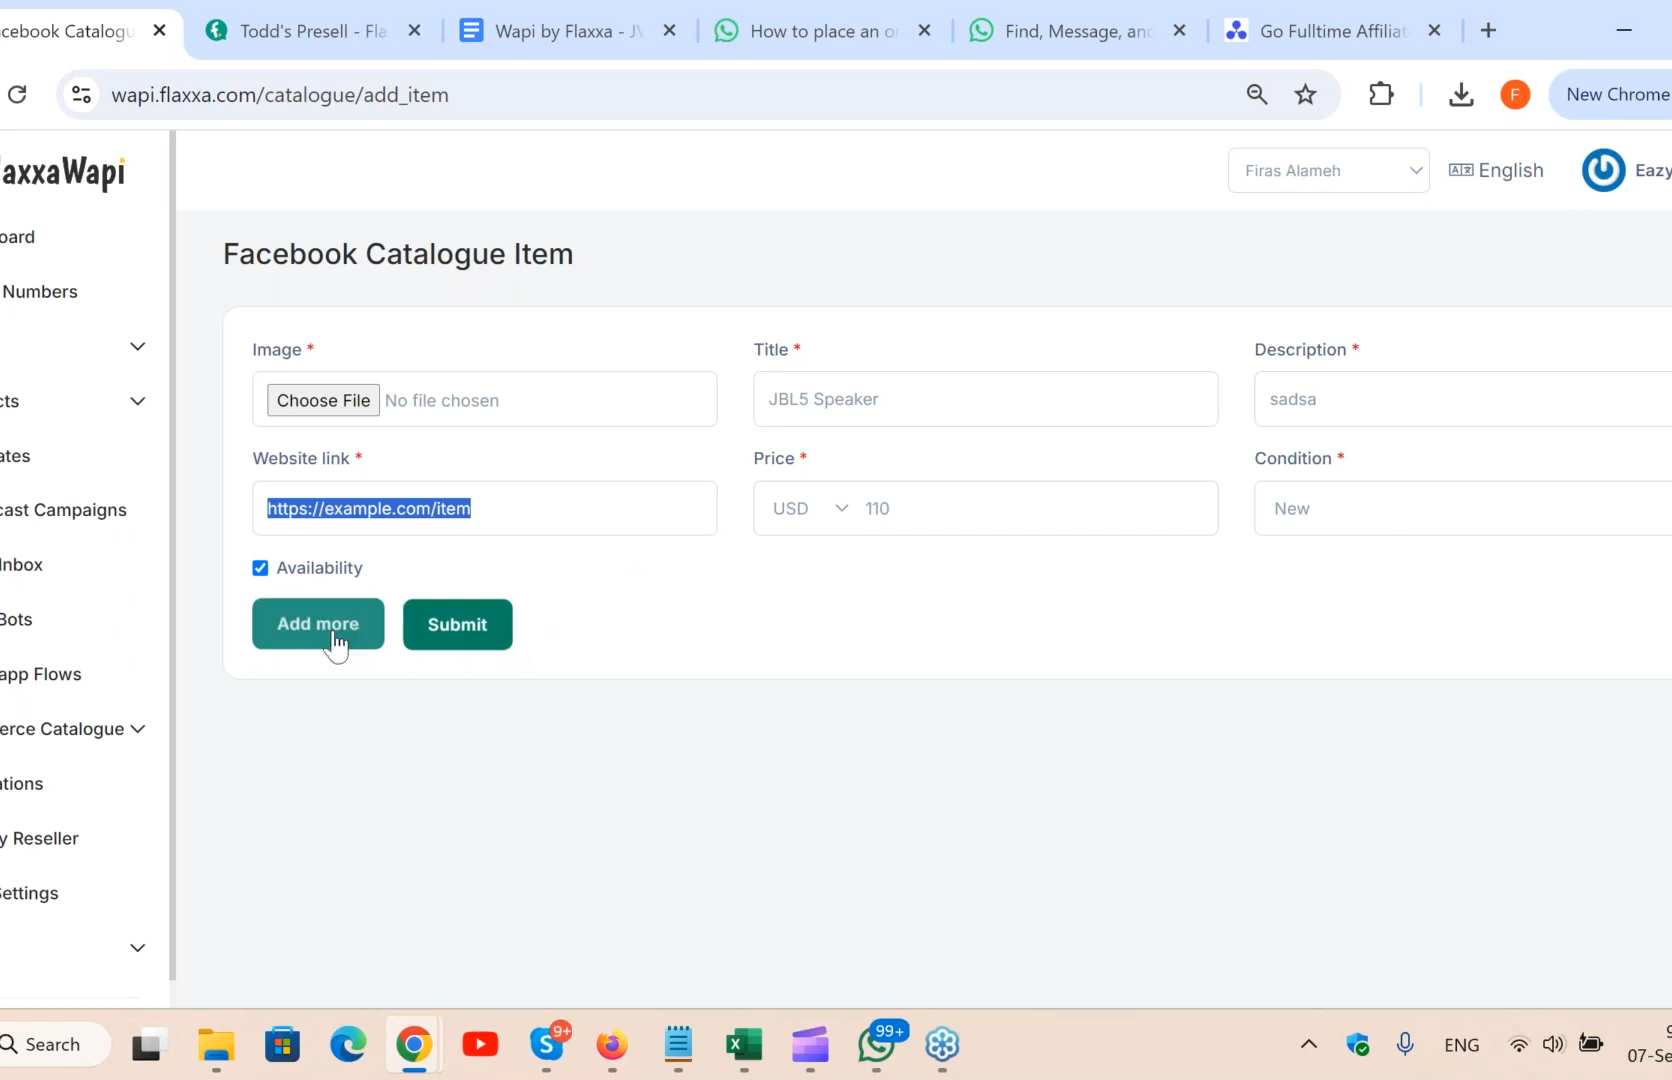 cebook Catalogu
Todd's Presell - Fla
Wapi by Flaxxa - JV
How to place an or
Find, Message, and
Go Fulltime Affiliat
wapi.flaxxa.com/catalogue/add_item
F
New Chrome
laxxaWapi
Firas Alameh
English
Eazy
oard
Numbers
cts
ates
cast Campaigns
Inbox
Bots
app Flows
erce Catalogue
ations
y Reseller
Settings
Facebook Catalogue Item
Image *
Title *
Description *
Choose File No file chosen
JBL5 Speaker
sadsa
Website link *
Price *
Condition *
https://example.com/item
USD 110
New
Availability
Add more
Submit
Search
9+
99+
ENG
07-Se